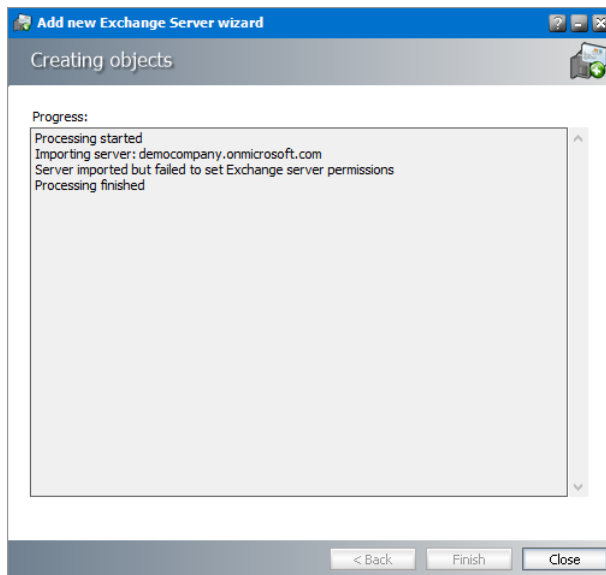 Add new Exchange Server wizard
Creating objects
Progress:
Processing started
Importing server: democompany.onmicrosoft.com
Server imported but failed to set Exchange server permissions
Processing finished
< Back
Finish
Close